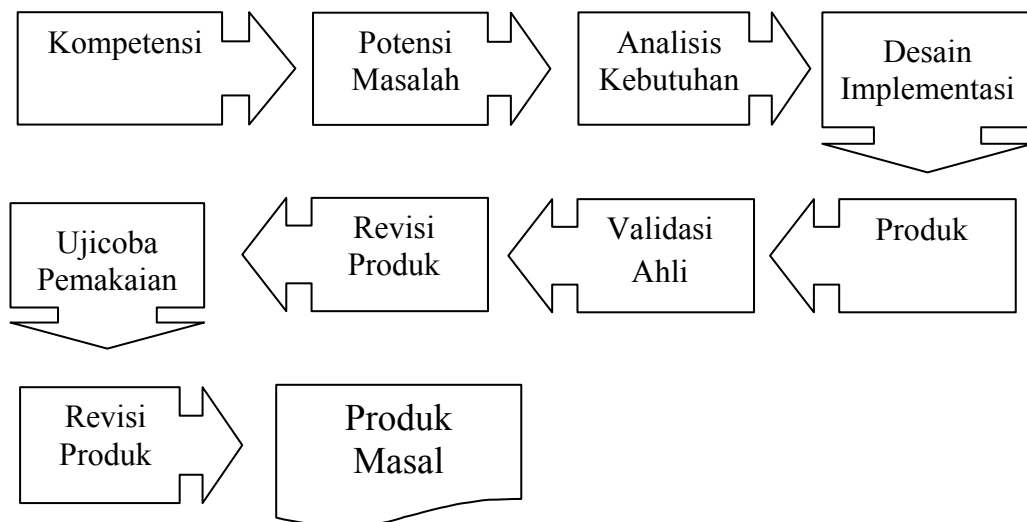 Kompetensi
Potensi
Masalah
Analisis
Kebutuhan
Desain
Implementasi
Produk
Validasi
Ahli
Revisi
Produk
Ujicoba
Pemakaian
Revisi
Produk
Produk
Masal